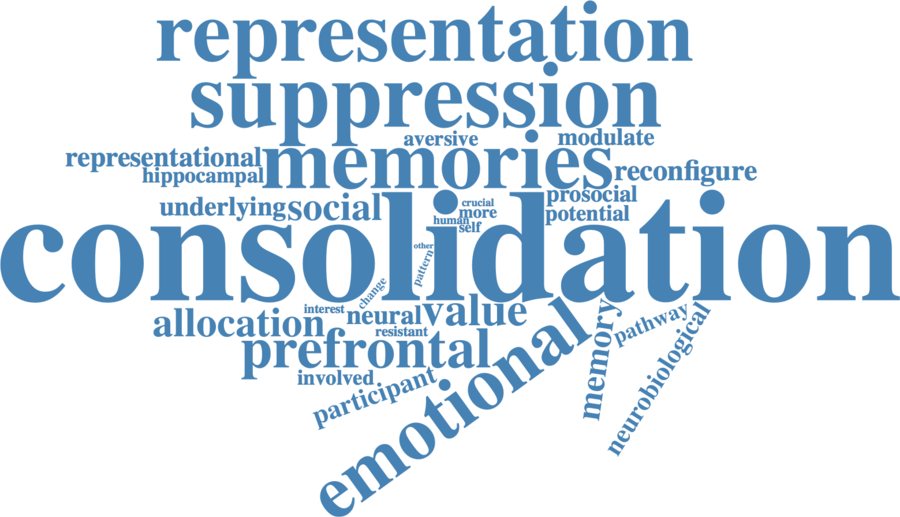 representation
suppression
aversive
modulate
representational
memories
reconfigure
hippocampal
prosocial
underlying
social
crucial
more
potential
human
self
consolidation
other
pattern
change
interest
allocation
neural
value
resistant
prefrontal
emotional
memory
pathway
neurobiological
involved
participant